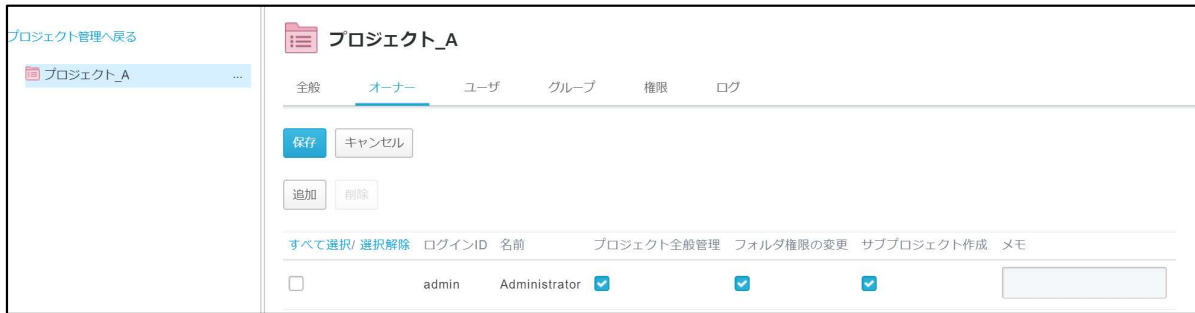 プロジェクト管理へ戻る
プロジェクト_A ...
プロジェクト_A
全般 オーナー ユーザ グループ 権限 ログ
保存 キャンセル
追加 削除
すべて選択/ 選択解除 ログインID 名前 プロジェクト全般管理 フォルダ権限の変更 サブプロジェクト作成 メモ
admin Administrator